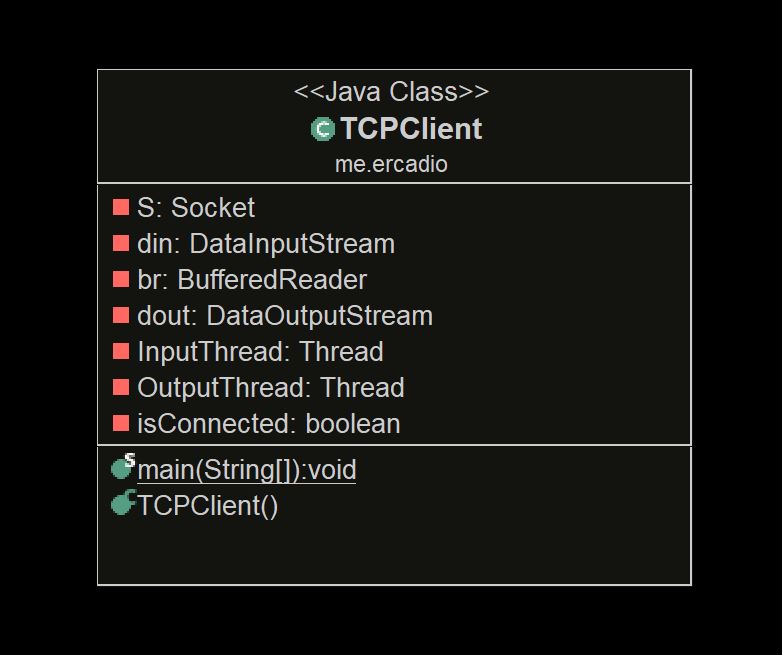 <<Java Class>>
C TCPClient
me.ercadio
S: Socket
din: DataInputStream
br: BufferedReader
dout: DataOutputStream
InputThread: Thread
OutputThread: Thread
isConnected: boolean
S main(String[]):void
C TCPClient()